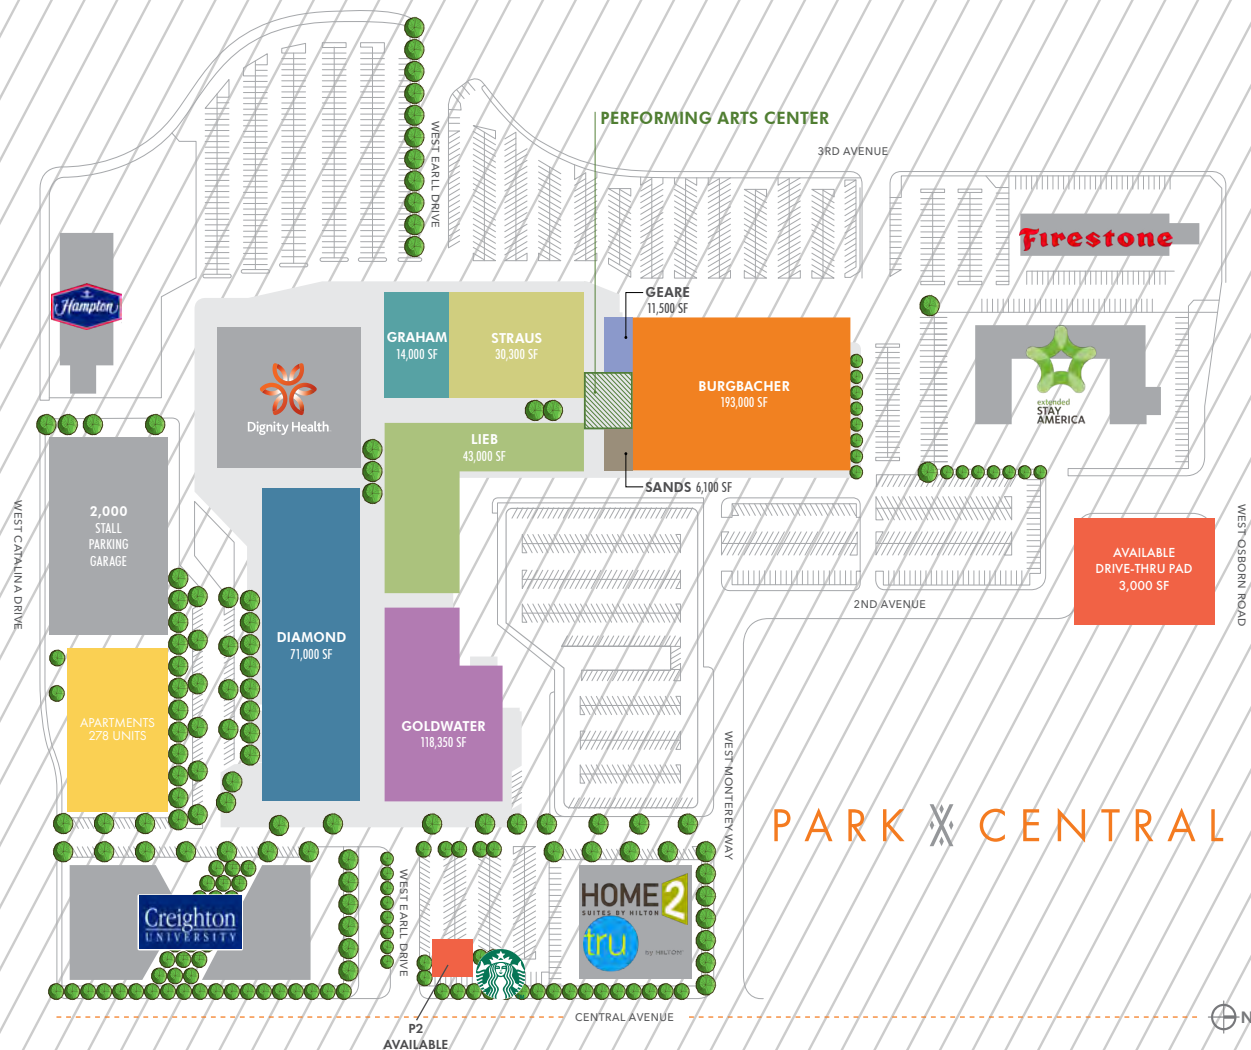 PERFORMING ARTS CENTER
3RD AVENUE
WEST EARLL DRIVE
Firestone
Hampton
GEARE
11,500 SF
GRAHAM
14,000 SF
STRAUS
30,300 SF
BURGBACHER
193,000 SF
extended
STAY
AMERICA
Dignity Health
LIEB
43,000 SF
SANDS 6,100 SF
WEST CATALINA DRIVE
2,000
STALL
PARKING
GARAGE
WEST OSBORN ROAD
AVAILABLE
DRIVE-THRU PAD
3,000 SF
2ND AVENUE
DIAMOND
71,000 SF
APARTMENTS
278 UNITS
GOLDWATER
118,350 SF
WEST MONTEREY WAY
PARK CENTRAL
Creighton
UNIVERSITY
WEST EARLL DRIVE
HOME 2
SUITES BY HILTON
tru
by HILTON
P2
AVAILABLE
CENTRAL AVENUE
N